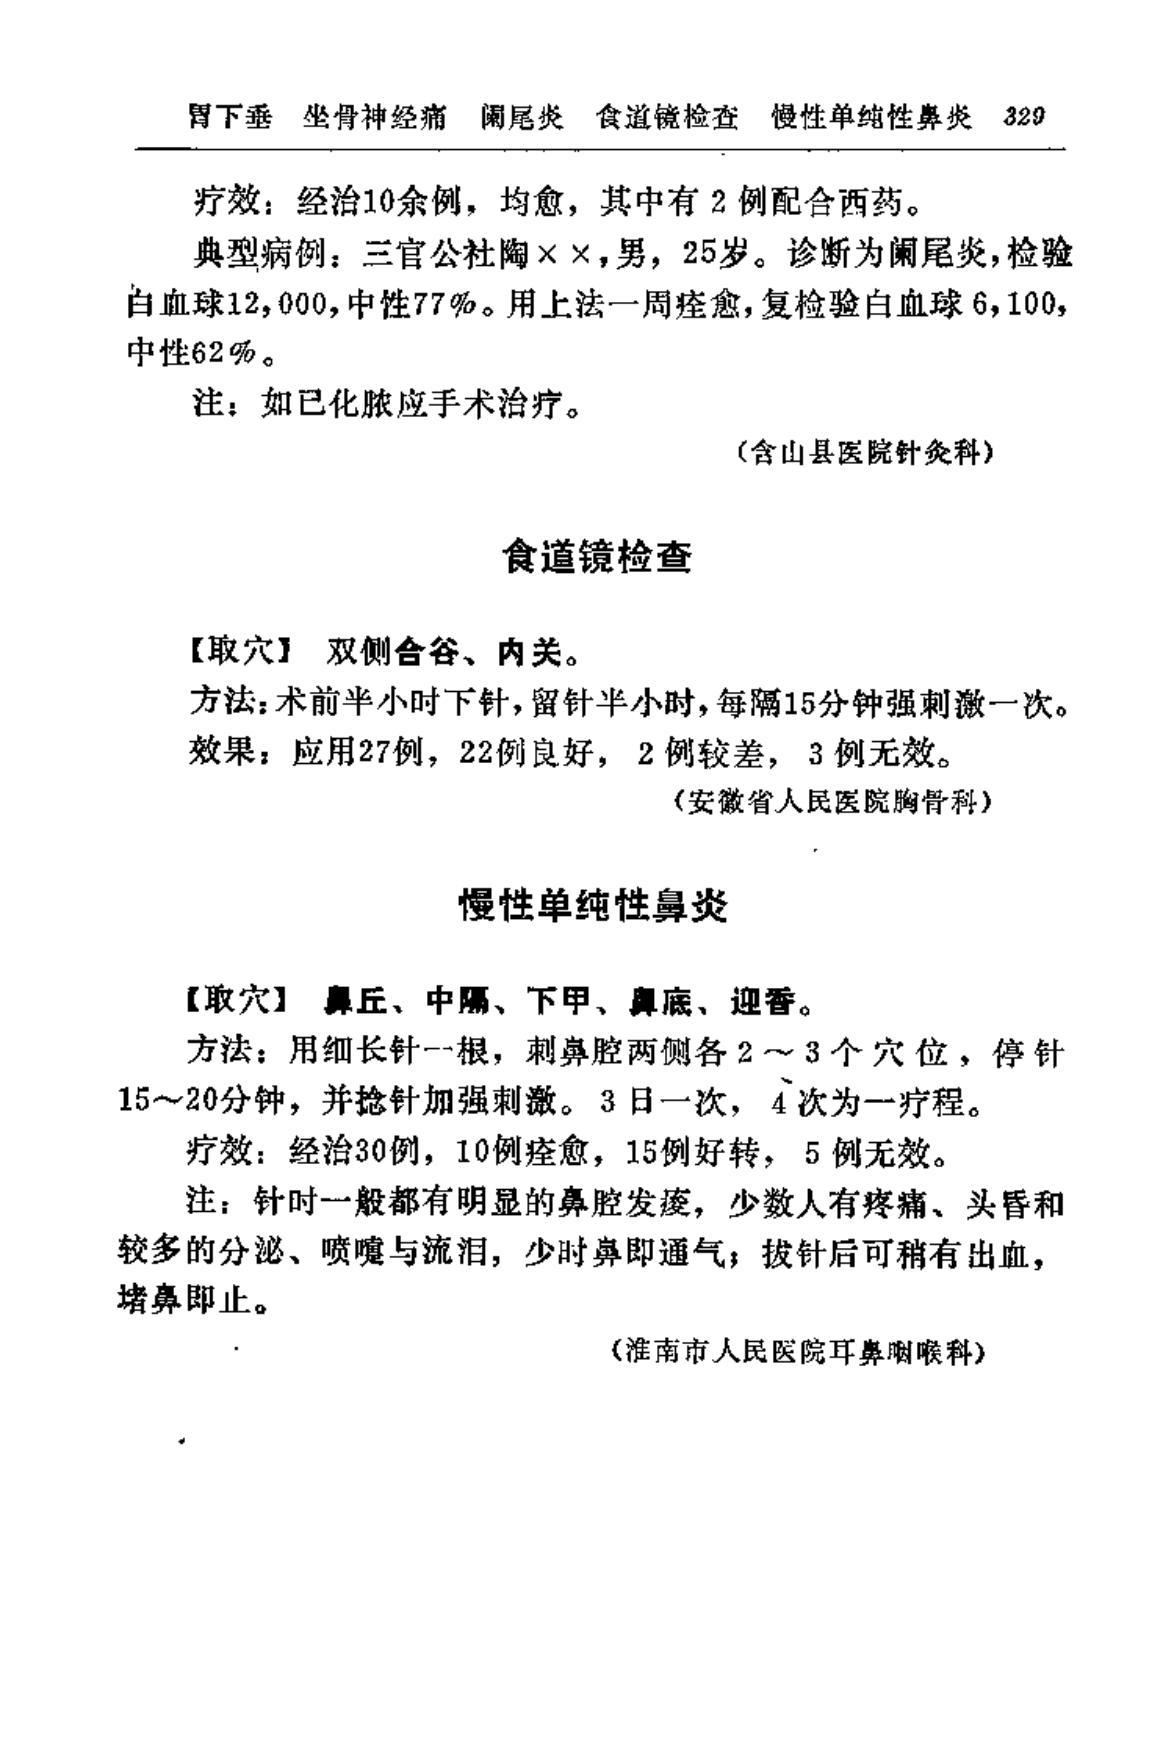 胃下垂 坐骨神经痛 阑尾炎 食道镜检查 慢性单纯性鼻炎 329
疗效：经治10余例，均愈，其中有 2 例配合西药。
典型病例：三官公社陶××，男，25岁。诊断为阑尾炎，检验
白血球12,000，中性77%。用上法一周痊愈，复检验白血球 6,100，
中性62%。
注：如已化脓应手术治疗。
（含山县医院针灸科）
食道镜检查
【取穴】 双侧合谷、内关。
方法：术前半小时下针，留针半小时，每隔15分钟强刺激一次。
效果：应用27例，22例良好， 2 例较差， 3 例无效。
（安徽省人民医院胸骨科）
慢性单纯性鼻炎
【取穴】 鼻丘、中隔、下甲、鼻底、迎香。
方法：用细长针一根，刺鼻腔两侧各 2 ～ 3 个穴位，停针
15～20分钟，并捻针加强刺激。 3 日一次， 4 次为一疗程。
疗效：经治30例，10例痊愈，15例好转， 5 例无效。
注：针时一般都有明显的鼻腔发痠，少数人有疼痛、头昏和
较多的分泌、喷嚏与流泪，少时鼻即通气；拔针后可稍有出血，
堵鼻即止。
（淮南市人民医院耳鼻咽喉科）